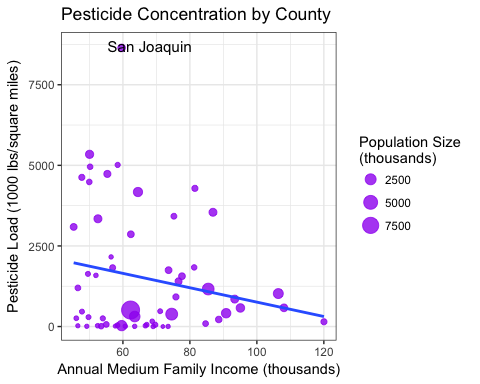 Pesticide Concentration by County
San Joaquin
7500
5000
2500
0
Pesticide Load (1000 lbs/square miles)
60
80
100
120
Annual Medium Family Income (thousands)
Population Size
(thousands)
2500
5000
7500